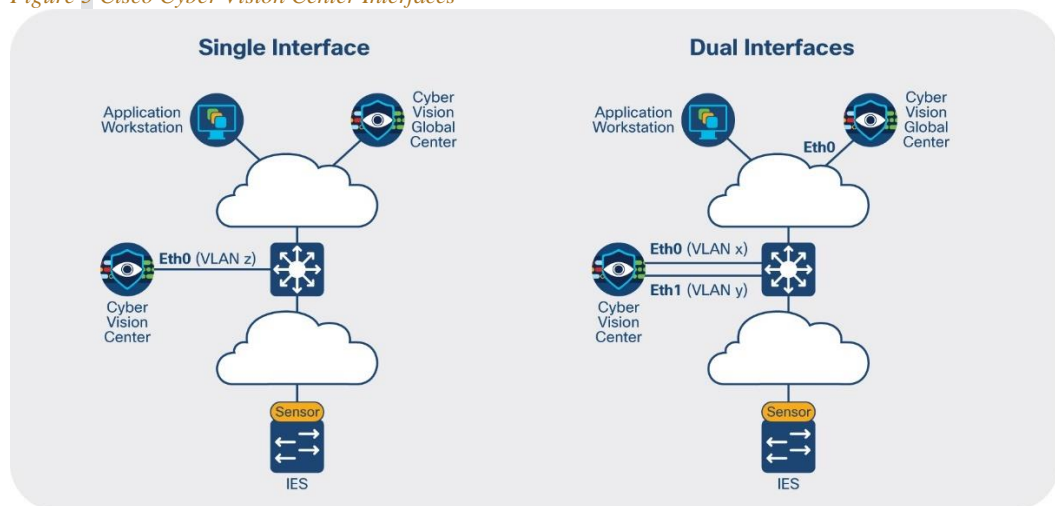 Figure 5 Cisco Cyber Vision Center Interfaces
Single Interface
Application
Workstation
Cyber
Vision
Global
Center
Eth0 (VLAN z)
Cyber
Vision
Center
Sensor
IES
Dual Interfaces
Application
Workstation
Cyber
Vision
Global
Center
Eth0
Eth0 (VLAN x)
Eth1 (VLAN y)
Cyber
Vision
Center
Sensor
IES